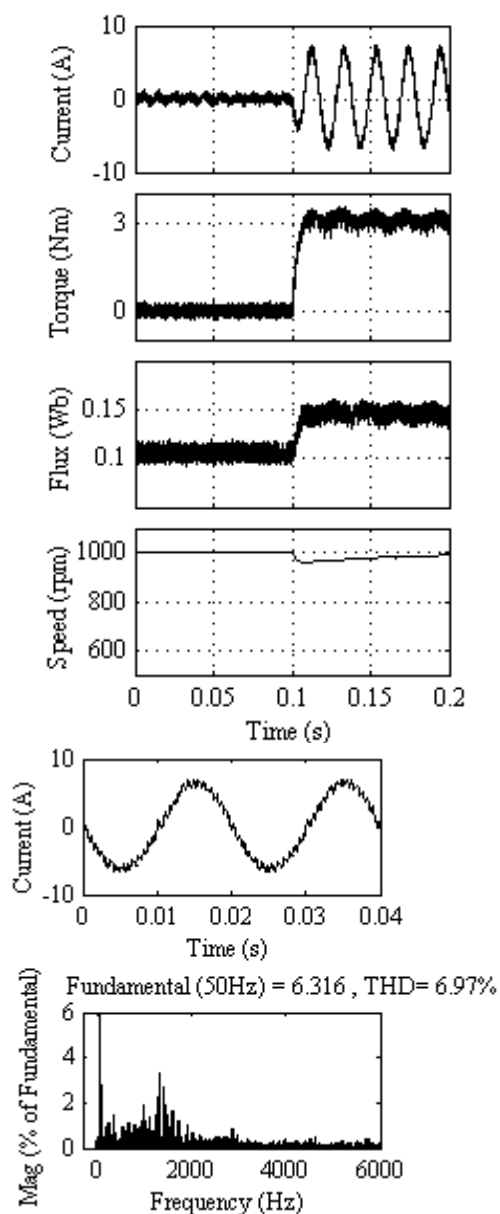 10
0
-10
Current (A)
3
0
Torque (Nm)
0.15
0.1
Flux (Wb)
1000
800
600
Speed (rpm)
0 0.05 0.1 0.15 0.2
Time (s)
10
0
-10
Current (A)
0 0.01 0.02 0.03 0.04
Time (s)
Fundamental (50Hz) = 6.316 , THD= 6.97%
6
4
2
0
Mag (% of Fundamental)
0 2000 4000 6000
Frequency (Hz)